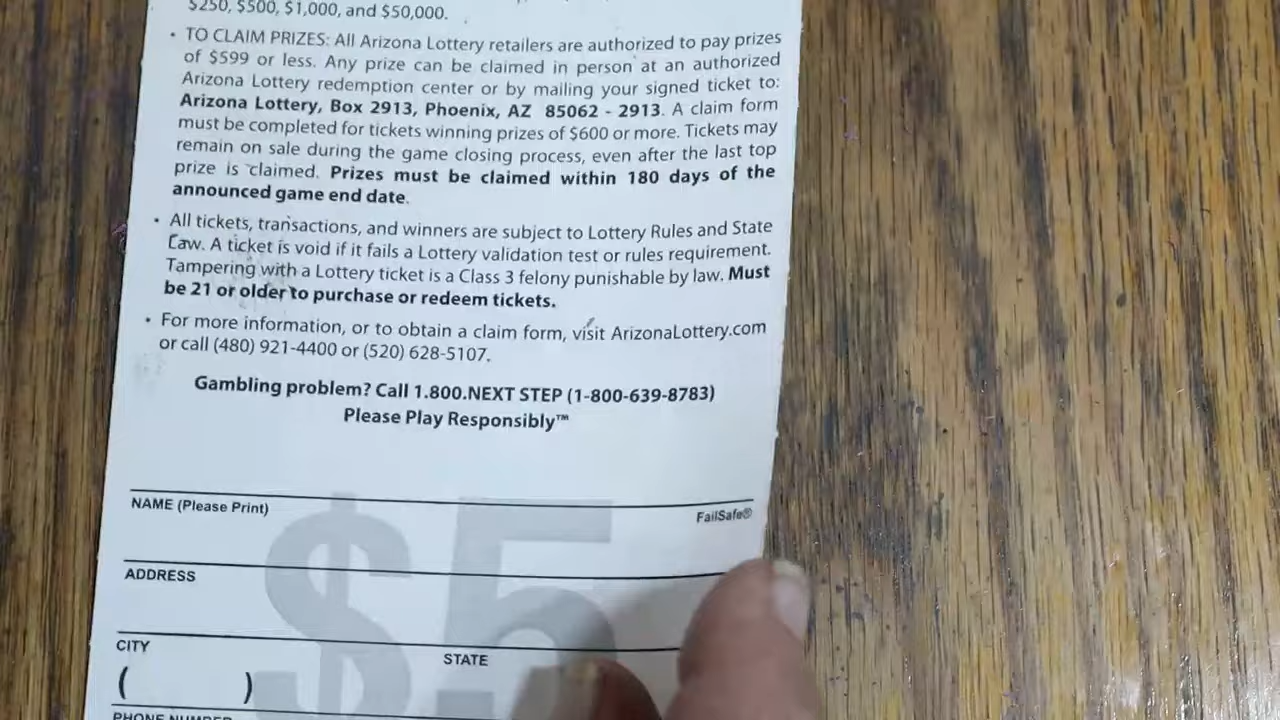 $250, $500, $1,000, and $50,000.
• TO CLAIM PRIZES: All Arizona Lottery retailers are authorized to pay prizes
of $599 or less. Any prize can be claimed in person at an authorized
Arizona Lottery redemption center or by mailing your signed ticket to:
Arizona Lottery, Box 2913, Phoenix, AZ 85062 - 2913. A claim form
must be completed for tickets winning prizes of $600 or more. Tickets may
remain on sale during the game closing process, even after the last top
prize is claimed. Prizes must be claimed within 180 days of the
announced game end date.
• All tickets, transactions, and winners are subject to Lottery Rules and State
Law. A ticket is void if it fails a Lottery validation test or rules requirement.
Tampering with a Lottery ticket is a Class 3 felony punishable by law. Must
be 21 or older to purchase or redeem tickets.
• For more information, or to obtain a claim form, visit ArizonaLottery.com
or call (480) 921-4400 or (520) 628-5107.
Gambling problem? Call 1.800.NEXT STEP (1-800-639-8783)
Please Play Responsibly™
NAME (Please Print)
FailSafe®
$5
ADDRESS
CITY
STATE
( )
PHONE NUMBER